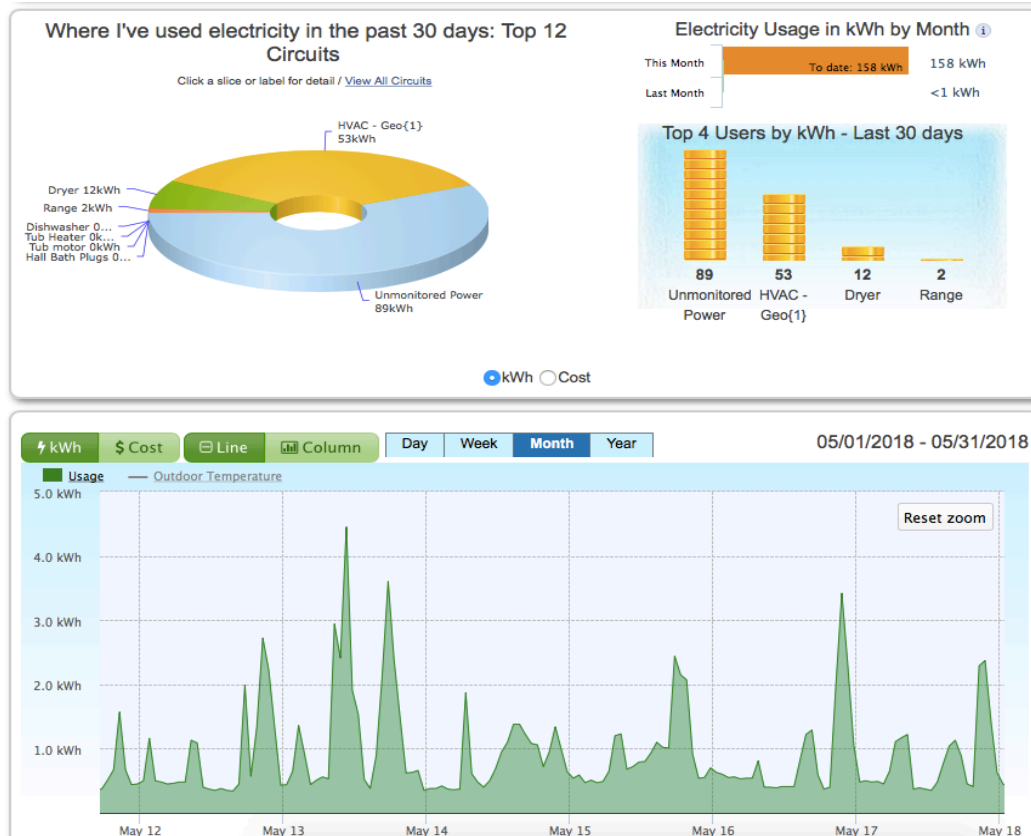 Where I've used electricity in the past 30 days: Top 12
Circuits
Click a slice or label for detail / View All Circuits
HVAC - Geo{1}
53kWh
Dryer 12kWh
Range 2kWh
Dishwasher 0...
Tub Heater 0k...
Tub motor 0kWh
Hall Bath Plugs 0...
Unmonitored Power
89kWh
Electricity Usage in kWh by Month i
This Month
To date: 158 kWh
158 kWh
Last Month
<1 kWh
Top 4 Users by kWh - Last 30 days
89 53 12 2
Unmonitored HVAC - Dryer Range
Power Geo{1}
kWh Cost
kWh $ Cost Line Column Day Week Month Year 05/01/2018 - 05/31/2018
Usage Outdoor Temperature
5.0 kWh
Reset zoom
4.0 kWh
3.0 kWh
2.0 kWh
1.0 kWh
May 12 May 13 May 14 May 15 May 16 May 17 May 18